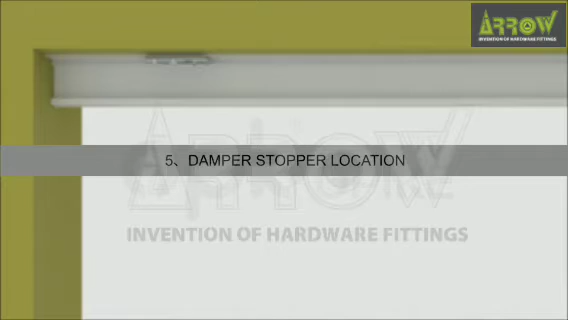 ARROW
INVENTION OF HARDWARE FITTINGS
5、DAMPER STOPPER LOCATION
ARROW
INVENTION OF HARDWARE FITTINGS